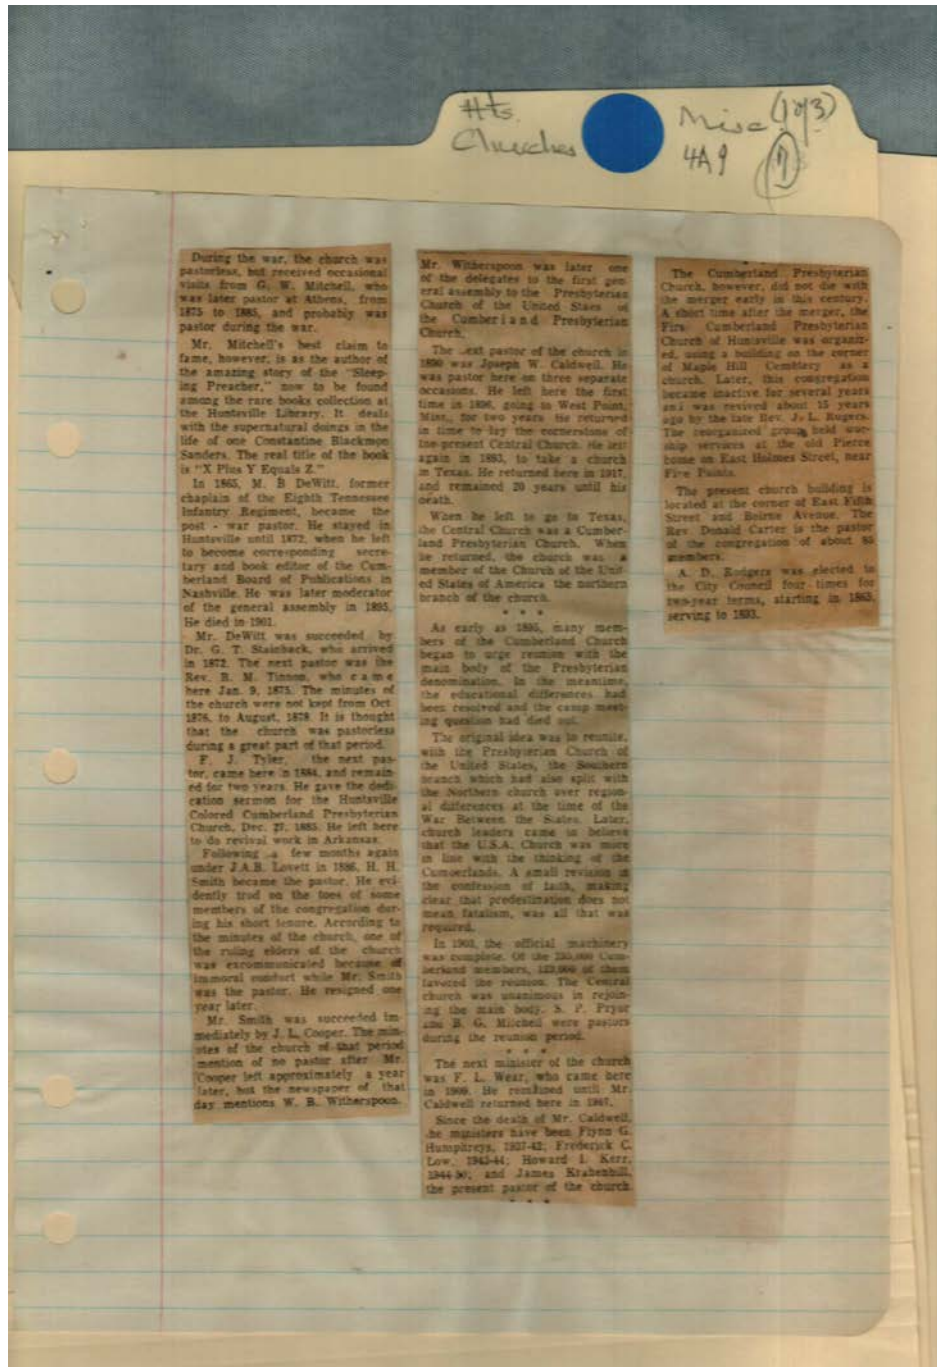 Hts.
Churches
Misc (1 of 3)
4A9
During the war, the church was
pastorless, but received occasional
visits from G. W. Mitchell, who
was later pastor at Athens, from
1875 to 1885, and probably was
pastor during the war.
Mr. Mitchell's best claim to
fame, however, is as the author of
the amazing story of the "Sleep-
ing Preacher," now to be found
among the rare books collection at
the Huntsville Library. It deals
with the supernatural doings in the
life of one Constantine Blackmon
Sanders. The real title of the book
is "X Plus Y Equals Z."
In 1865, M. B DeWitt, former
chaplain of the Eighth Tennessee
Infantry Regiment, became the
post - war pastor. He stayed in
Huntsville until 1872, when he left
to become corresponding secre-
tary and book editor of the Cum-
berland Board of Publications in
Nashville. He was later moderator
of the general assembly in 1895.
He died in 1901.
Mr. DeWitt was succeeded by
Dr. G. T. Stainback, who arrived
in 1872. The next pastor was the
Rev. B. M. Tinnon, who came
here Jan. 9, 1875. The minutes of
the church were not kept from Oct
1876, to August, 1878. It is thought
that the church was pastorless
during a great part of that period.
F. J. Tyler, the next pas-
tor, came here in 1884, and remain-
ed for two years. He gave the dedi-
cation sermon for the Huntsville
Colored Cumberland Presbyterian
Church, Dec. 27, 1885. He left here
to do revival work in Arkansas.
Following a few months again
under J.A.B. Lovett in 1886, H. H.
Smith became the pastor. He evi-
dently trod on the toes of some
members of the congregation dur-
ing his short tenure. According to
the minutes of the church, one of
the ruling elders of the church
was excommunicated because of
immoral conduct while Mr. Smith
was the pastor. He resigned one
year later.
Mr. Smith was succeeded im-
mediately by J. L. Cooper. The min-
utes of the church of that period
mention of no pastor after Mr.
Cooper left approximately a year
later, but the newspaper of that
day mentions W. B. Witherspoon.
Mr. Witherspoon was later one
of the delegates to the first gen-
eral assembly to the Presbyterian
Church of the United Staes of
the Cumberland Presbyterian
Church.
The next pastor of the church in
1890 was Joseph W. Caldwell. He
was pastor here on three separate
occasions. He left here the first
time in 1896, going to West Point,
Miss., for two years He returned
in time to lay the cornerstone of
the present Central Church. He left
again in to take a church
in Texas. He returned here in 1917,
and remained 20 years until his
death.
When he left to go to Texas,
the Central Church was a Cumber-
land Presbyterian Church. When
he returned, the church was a
member of the Church of the Unit-
ed States of America the northern
branch of the church.
* * *
As early as 1895, many mem-
bers of the Cumberland Church
began to urge reunion with the
main body of the Presbyterian
denomination. In the meantime,
the educational differences had
been resolved and the camp meet-
ing question had died out.
The original idea was to reunite,
with the Presbyterian Church of
the United States, the Southern
branch which had also split with
the Northern church over region-
al differences at the time of the
War Between the States. Later,
church leaders came to believe
that the U.S.A. Church was more
in line with the thinking of the
Cumberlands. A small revision in
the confession of faith, making
clear that predestination does not
mean fatalism, was all that was
required.
In the official machinery
was complete. Of the Cum-
berland members, of them
favored the reunion. The Central
church was unanimous in rejoin-
ing the main body. S. P. Pryor
and B. G. Mitchell were pastors
during the reunion period.
* * *
The next minister of the church
was F. L. Wear, who came here
in 1909. He remained until Mr.
Caldwell returned here in
Since the death of Mr. Caldwell,
he ministers have been Flynn G.
Humphreys, 1937-42; Frederick C.
Low, 1942-44; Howard I. Kerr,
1944-50; and James Krabenbill,
the present pastor of the church.
The Cumberland Presbyterian
Church, however, did not die with
the merger early in this century.
A short time after the merger, the
Firs Cumberland Presbyterian
Church of Huntsville was organiz-
ed, using a building on the corner
of Maple Hill Cemetery as a
church. Later, this congregation
became inactive for several years
and was revived about 15 years
ago by the late Rev. J. L. Rogers.
The reorganized group held wor-
ship services at the old Pierce
home on East Holmes Street, near
Five Points.
The present church building is
located at the corner of East Fifth
Street and Beirne Avenue. The
Rev. Donald Carter is the pastor
of the congregation of about
members.
A. D. Rodgers was elected to
the City Council four times for
two-year terms, starting in
serving to 1893.